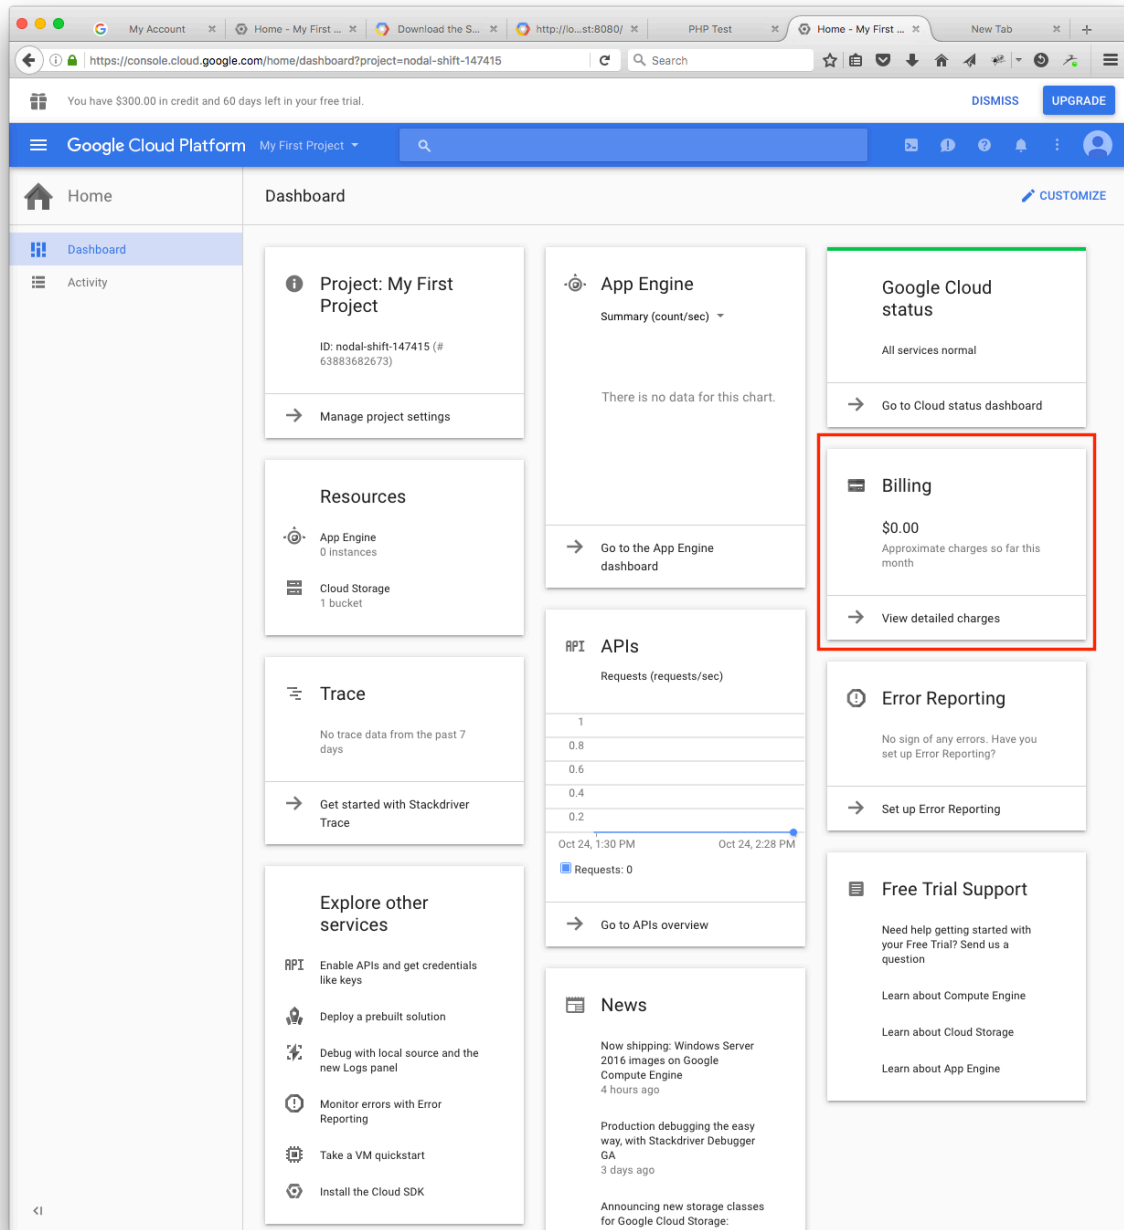 My Account
Home - My First ...
Download the S...
http://lo...st:8080/
PHP Test
Home - My First ...
New Tab
https://console.cloud.google.com/home/dashboard?project=nodal-shift-147415
Search
You have $300.00 in credit and 60 days left in your free trial.
DISMISS
UPGRADE
Google Cloud Platform
My First Project
Home
Dashboard
CUSTOMIZE
Dashboard
Activity
Project: My First
Project
ID: nodal-shift-147415 (#
63883682673)
Manage project settings
Resources
App Engine
0 instances
Cloud Storage
1 bucket
Trace
No trace data from the past 7
days
Get started with Stackdriver
Trace
Explore other
services
API
Enable APIs and get credentials
like keys
Deploy a prebuilt solution
Debug with local source and the
new Logs panel
Monitor errors with Error
Reporting
Take a VM quickstart
Install the Cloud SDK
App Engine
Summary (count/sec)
There is no data for this chart.
Go to the App Engine
dashboard
API
APIs
Requests (requests/sec)
1
0.8
0.6
0.4
0.2
Oct 24, 1:30 PM
Oct 24, 2:28 PM
Requests: 0
Go to APIs overview
News
Now shipping: Windows Server
2016 images on Google
Compute Engine
4 hours ago
Production debugging the easy
way, with Stackdriver Debugger
GA
3 days ago
Announcing new storage classes
for Google Cloud Storage:
Google Cloud
status
All services normal
Go to Cloud status dashboard
Billing
$0.00
Approximate charges so far this
month
View detailed charges
Error Reporting
No sign of any errors. Have you
set up Error Reporting?
Set up Error Reporting
Free Trial Support
Need help getting started with
your Free Trial? Send us a
question
Learn about Compute Engine
Learn about Cloud Storage
Learn about App Engine